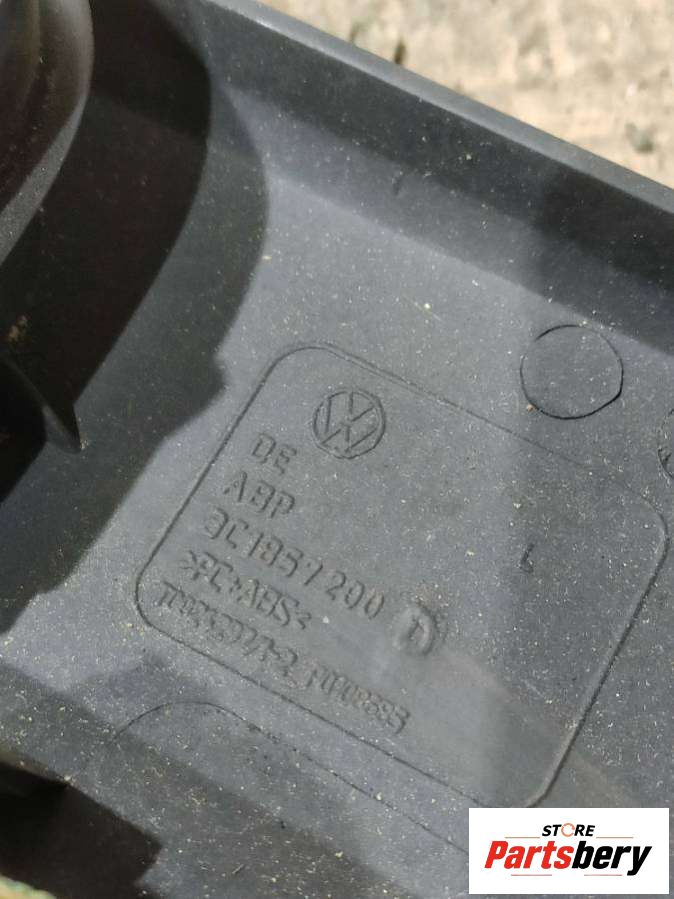 DE
ABP
3C1857200 D
L
>PC+ABS<
STORE
Partsbery